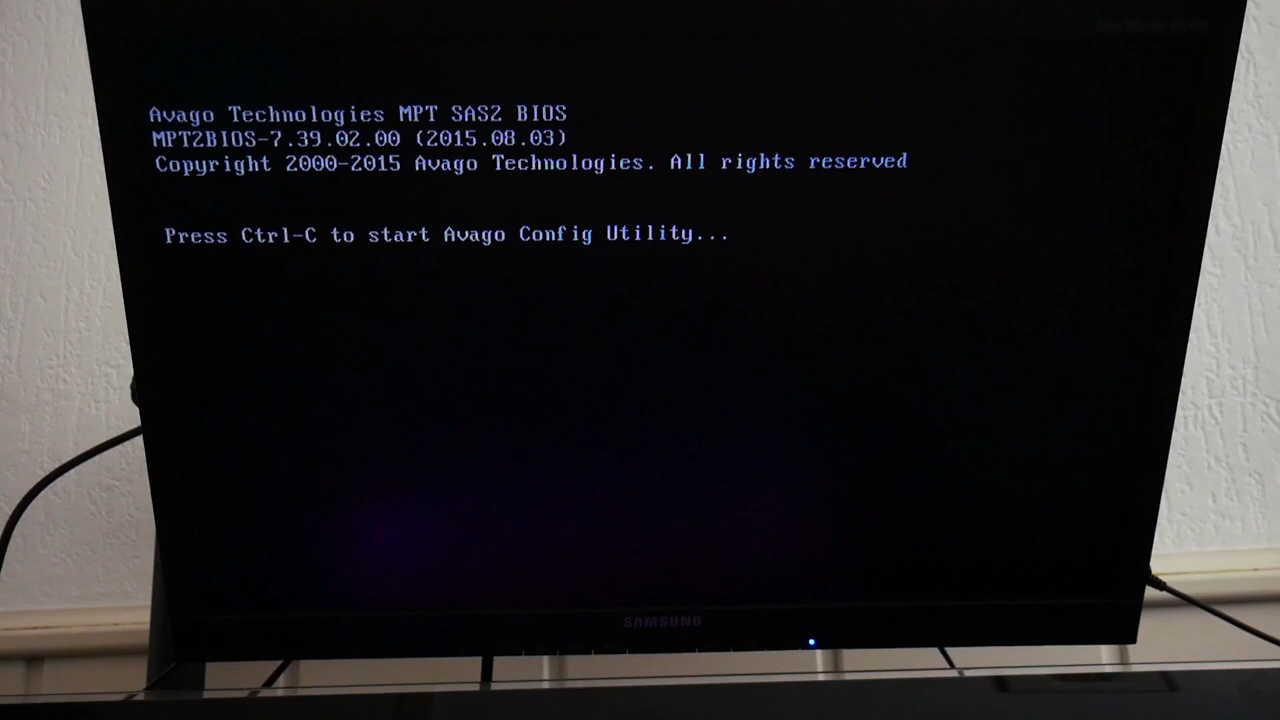 Avago Technologies MPT SAS2 BIOS
MPT2BIOS-7.39.02.00 (2015.08.03)
Copyright 2000-2015 Avago Technologies. All rights reserved
Press Ctrl-C to start Avago Config Utility...
SAMSUNG